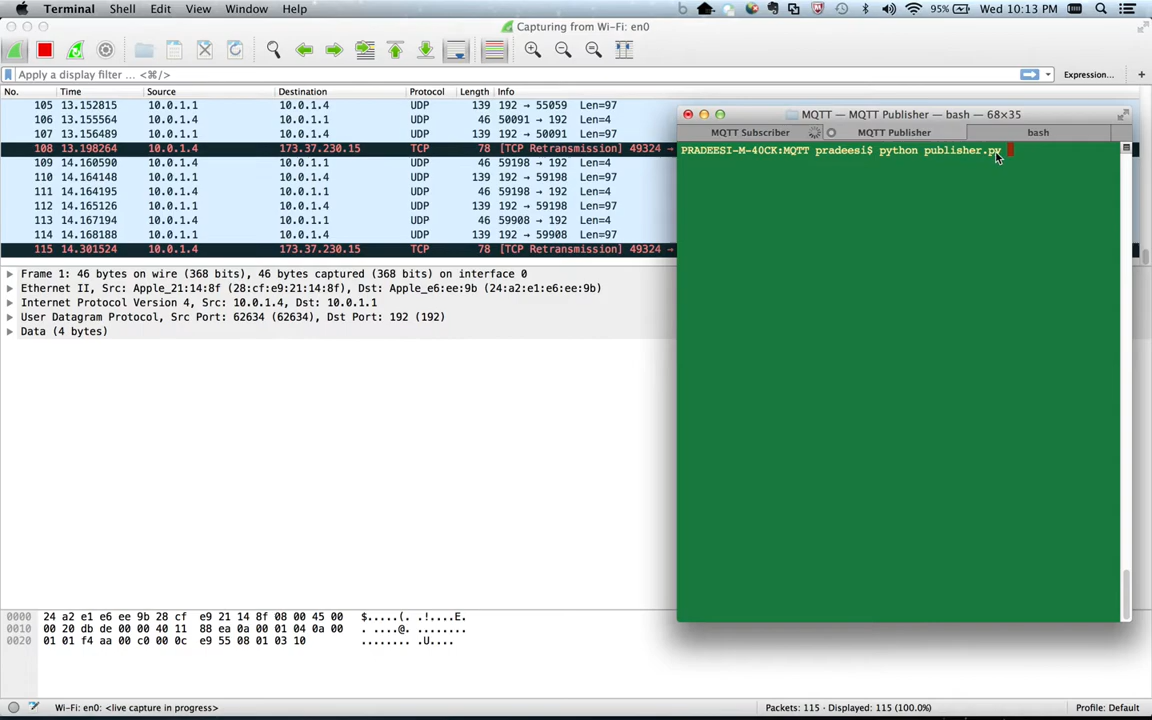 Terminal Shell Edit View Window Help 95% Wed 10:13 PM
Capturing from Wi-Fi: en0
Apply a display filter ... <⌘/> Expression... +
No. Time Source Destination Protocol Length Info
105 13.152815 10.0.1.1 10.0.1.4 UDP 139 192 → 55059 Len=97
106 13.155564 10.0.1.4 10.0.1.1 UDP 46 50091 → 192 Len=4
107 13.156489 10.0.1.1 10.0.1.4 UDP 139 192 → 50091 Len=97
108 13.198264 10.0.1.4 173.37.230.15 TCP 78 [TCP Retransmission] 49324 →
109 14.160590 10.0.1.4 10.0.1.1 UDP 46 59198 → 192 Len=4
110 14.164148 10.0.1.1 10.0.1.4 UDP 139 192 → 59198 Len=97
111 14.164195 10.0.1.4 10.0.1.1 UDP 46 59198 → 192 Len=4
112 14.165126 10.0.1.1 10.0.1.4 UDP 139 192 → 59198 Len=97
113 14.167194 10.0.1.4 10.0.1.1 UDP 46 59908 → 192 Len=4
114 14.168188 10.0.1.1 10.0.1.4 UDP 139 192 → 59908 Len=97
115 14.301524 10.0.1.4 173.37.230.15 TCP 78 [TCP Retransmission] 49324 →
Frame 1: 46 bytes on wire (368 bits), 46 bytes captured (368 bits) on interface 0
Ethernet II, Src: Apple_21:14:8f (28:cf:e9:21:14:8f), Dst: Apple_e6:ee:9b (24:a2:e1:e6:ee:9b)
Internet Protocol Version 4, Src: 10.0.1.4, Dst: 10.0.1.1
User Datagram Protocol, Src Port: 62634 (62634), Dst Port: 192 (192)
Data (4 bytes)
MQTT — MQTT Publisher — bash — 68×35
MQTT Subscriber MQTT Publisher bash
PRADEESI-M-40CK:MQTT pradeesi$ python publisher.py
0000 24 a2 e1 e6 ee 9b 28 cf e9 21 14 8f 08 00 45 00 $.....(. .!....E.
0010 00 20 db de 00 00 40 11 88 ea 0a 00 01 04 0a 00 . ....@. ........
0020 01 01 f4 aa 00 c0 00 0c e9 55 08 01 03 10 ........ .U....
Wi-Fi: en0: <live capture in progress> Packets: 115 · Displayed: 115 (100.0%) Profile: Default